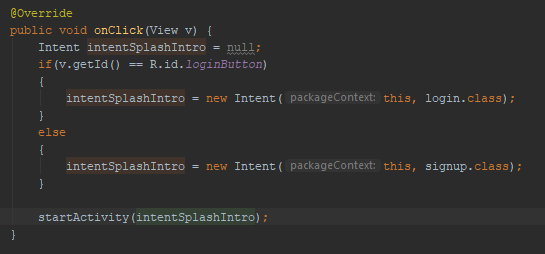 @Override
public void onClick(View v) {
    Intent intentSplashIntro = null;
    if(v.getId() == R.id.loginButton)
    {
        intentSplashIntro = new Intent( packageContext: this, login.class);
    }
    else
    {
        intentSplashIntro = new Intent( packageContext: this, signup.class);
    }

    startActivity(intentSplashIntro);
}